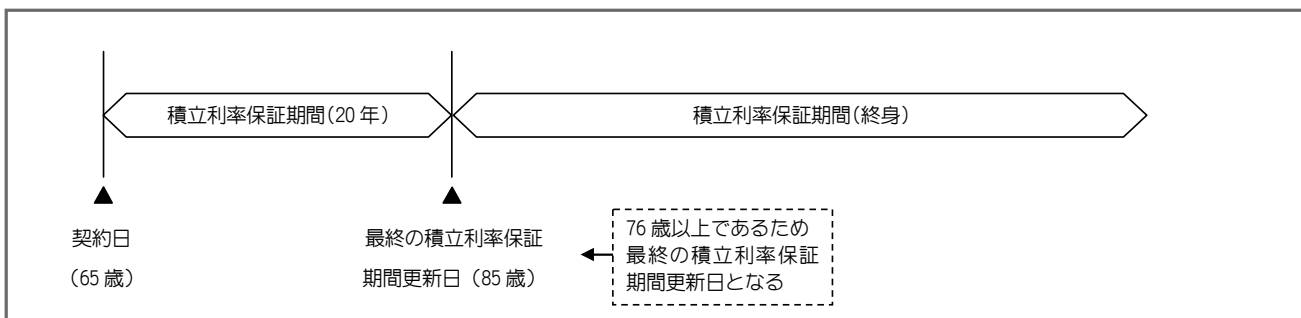 積立利率保証期間（20年）
積立利率保証期間（終身）
契約日
（65歳）
最終の積立利率保証
期間更新日（85歳）
76歳以上であるため
最終の積立利率保証
期間更新日となる